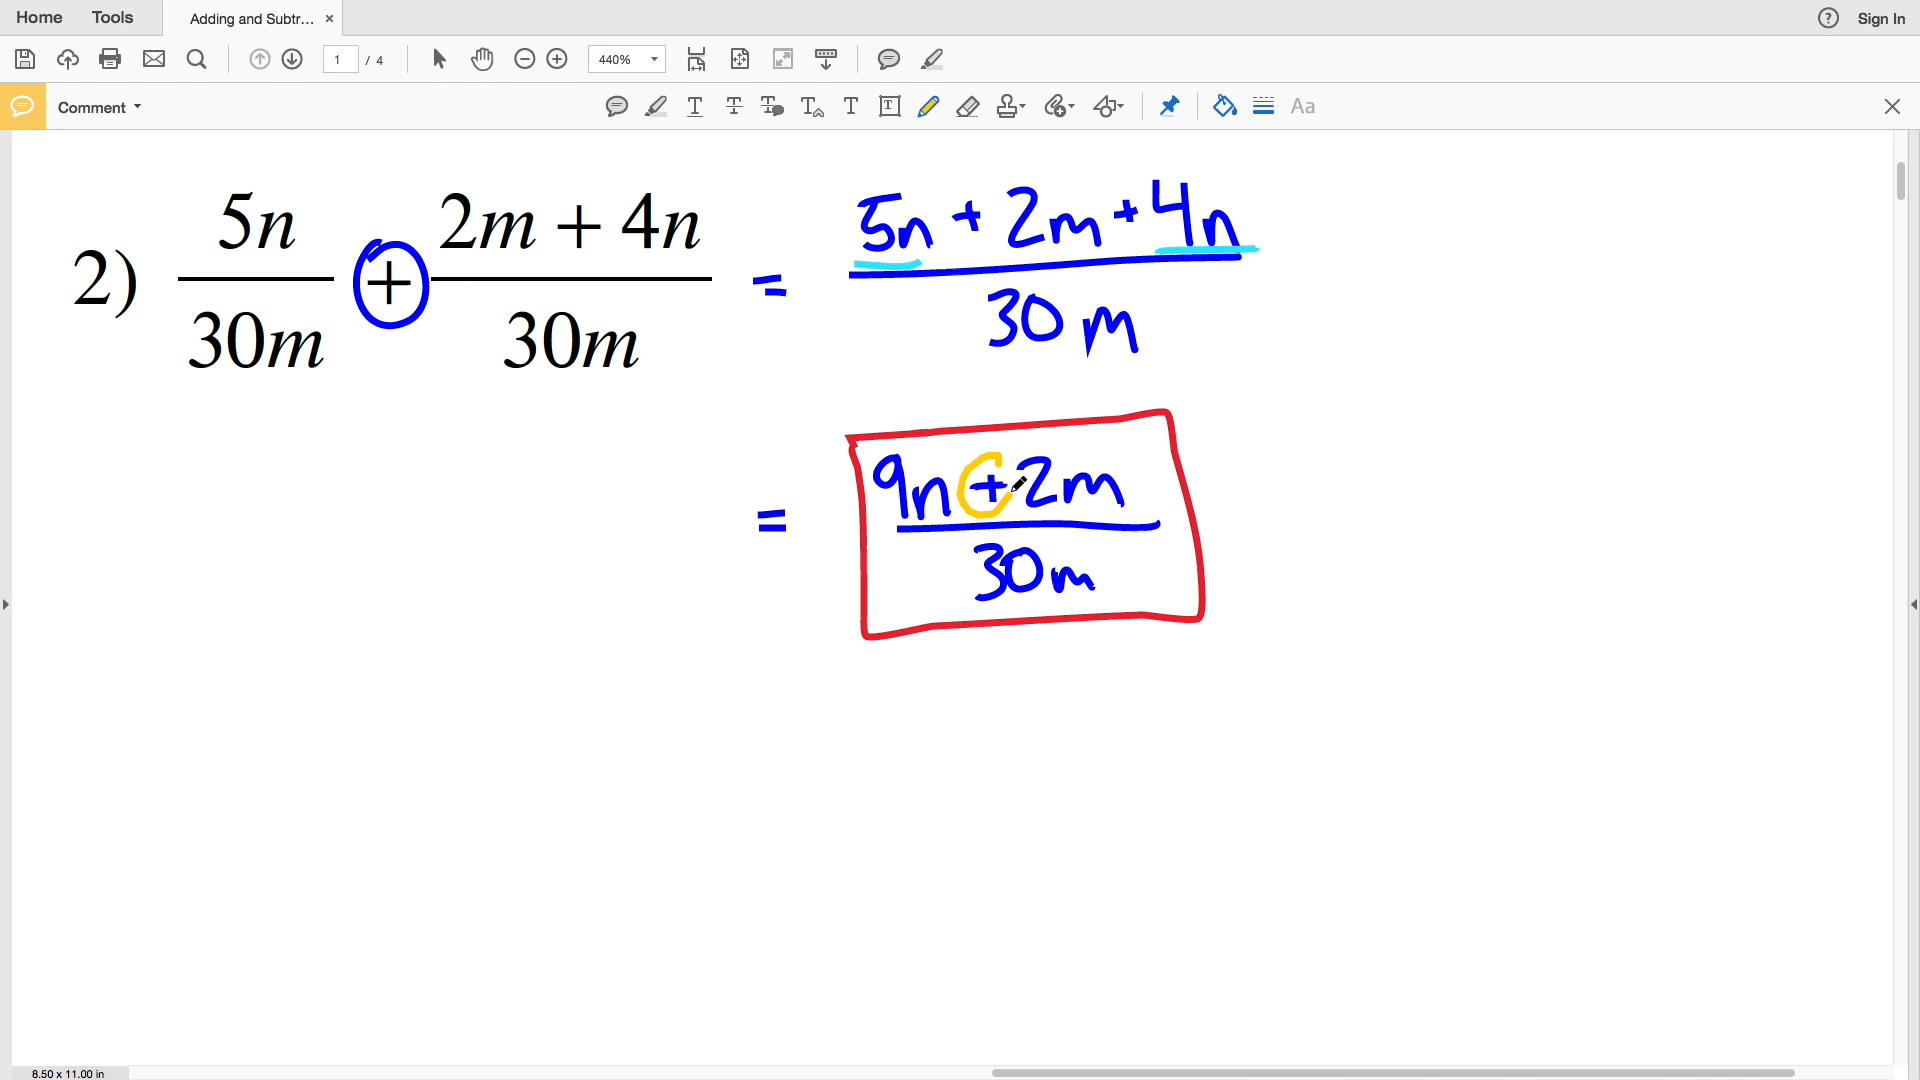 Home Tools Adding and Subtr... × ? Sign In
1 / 4 440%
Comment T T T T T T Aa
5n 2m + 4n 5n + 2m + 4n
2) + =
30m 30m 30m
9n + 2m
=
30m
8.50 x 11.00 in